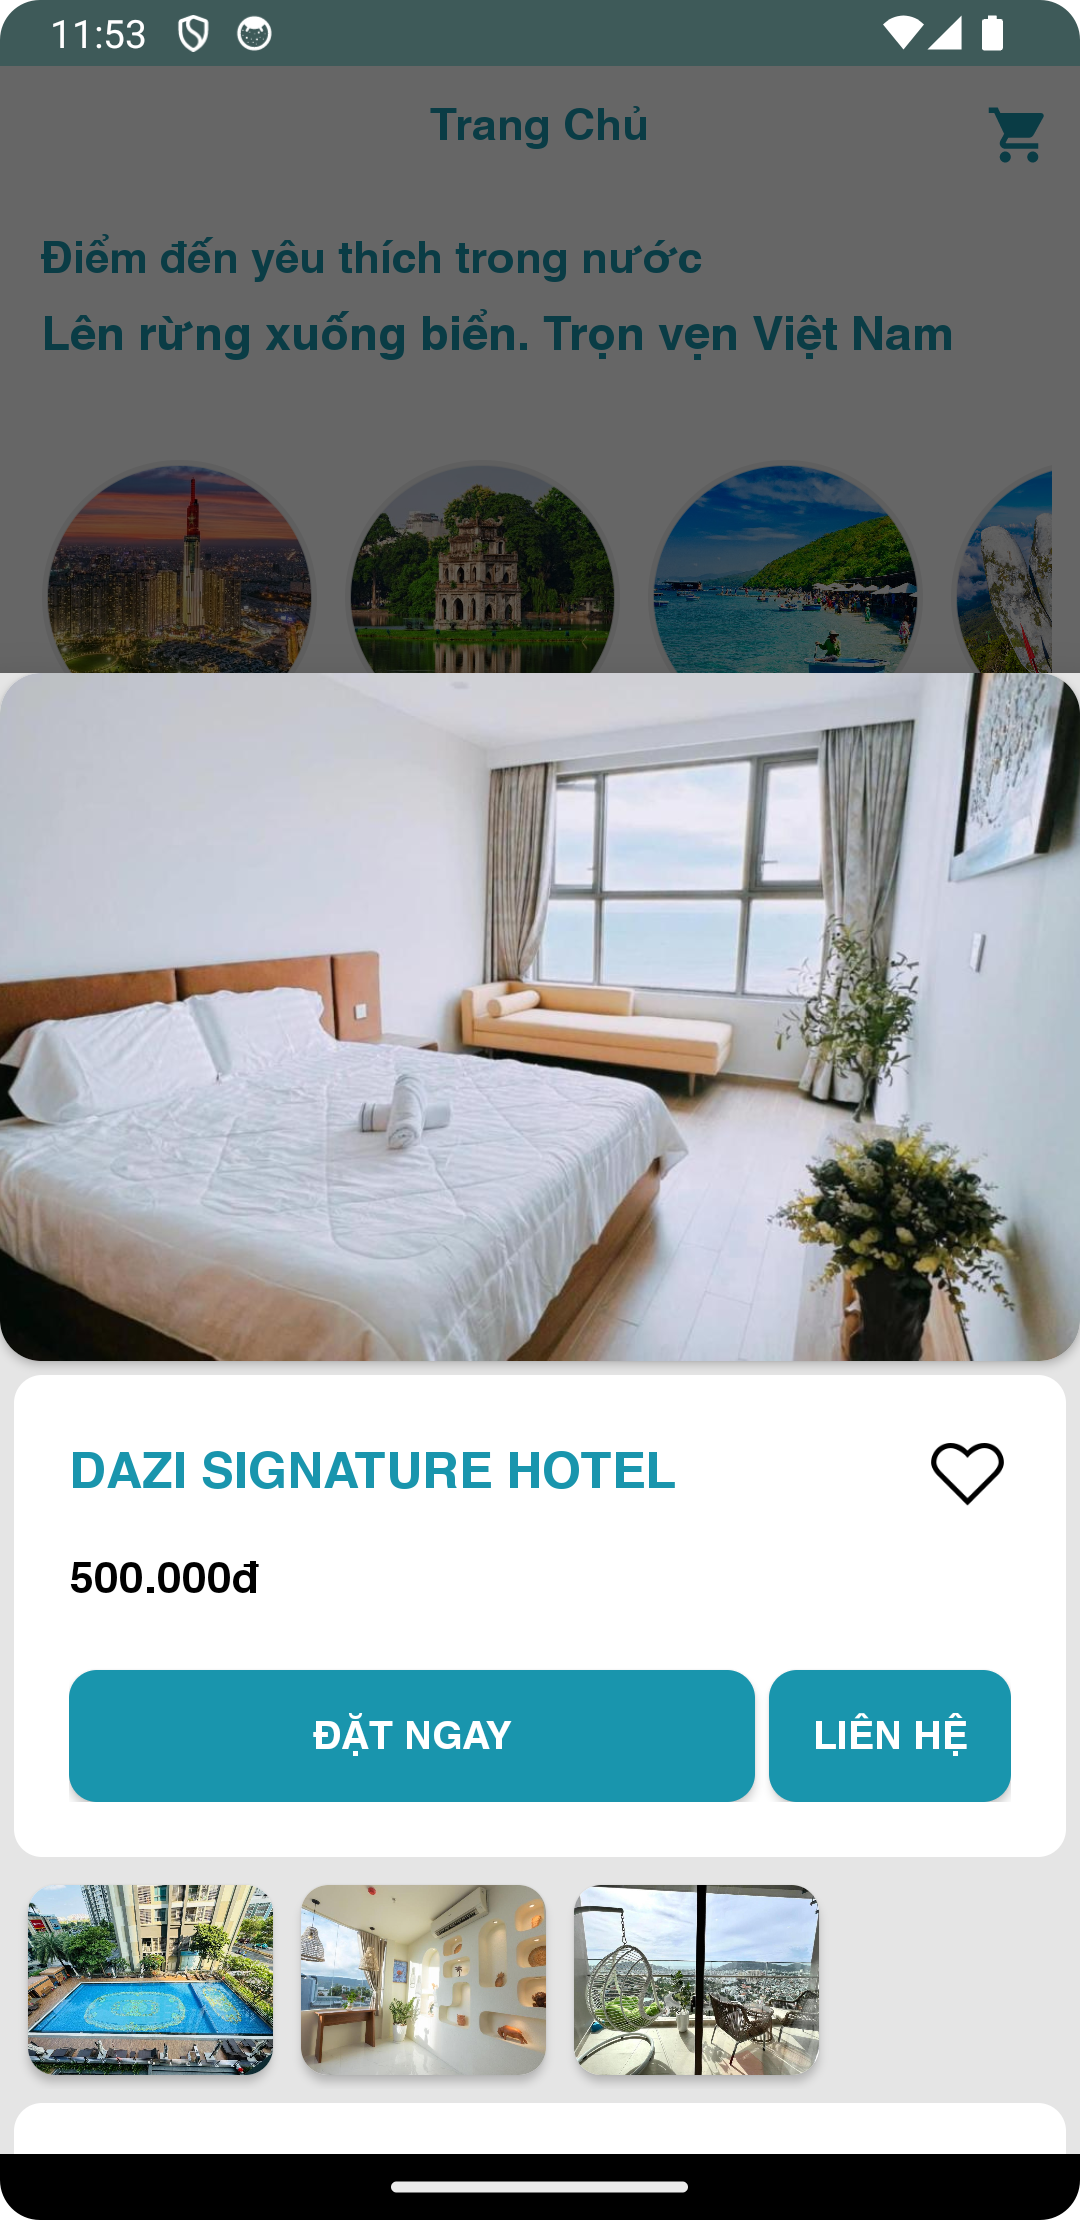 11:53
Trang Chủ
Điểm đến yêu thích trong nước
Lên rừng xuống biển. Trọn vẹn Việt Nam
DAZI SIGNATURE HOTEL
500.000đ
ĐẶT NGAY
LIÊN HỆ